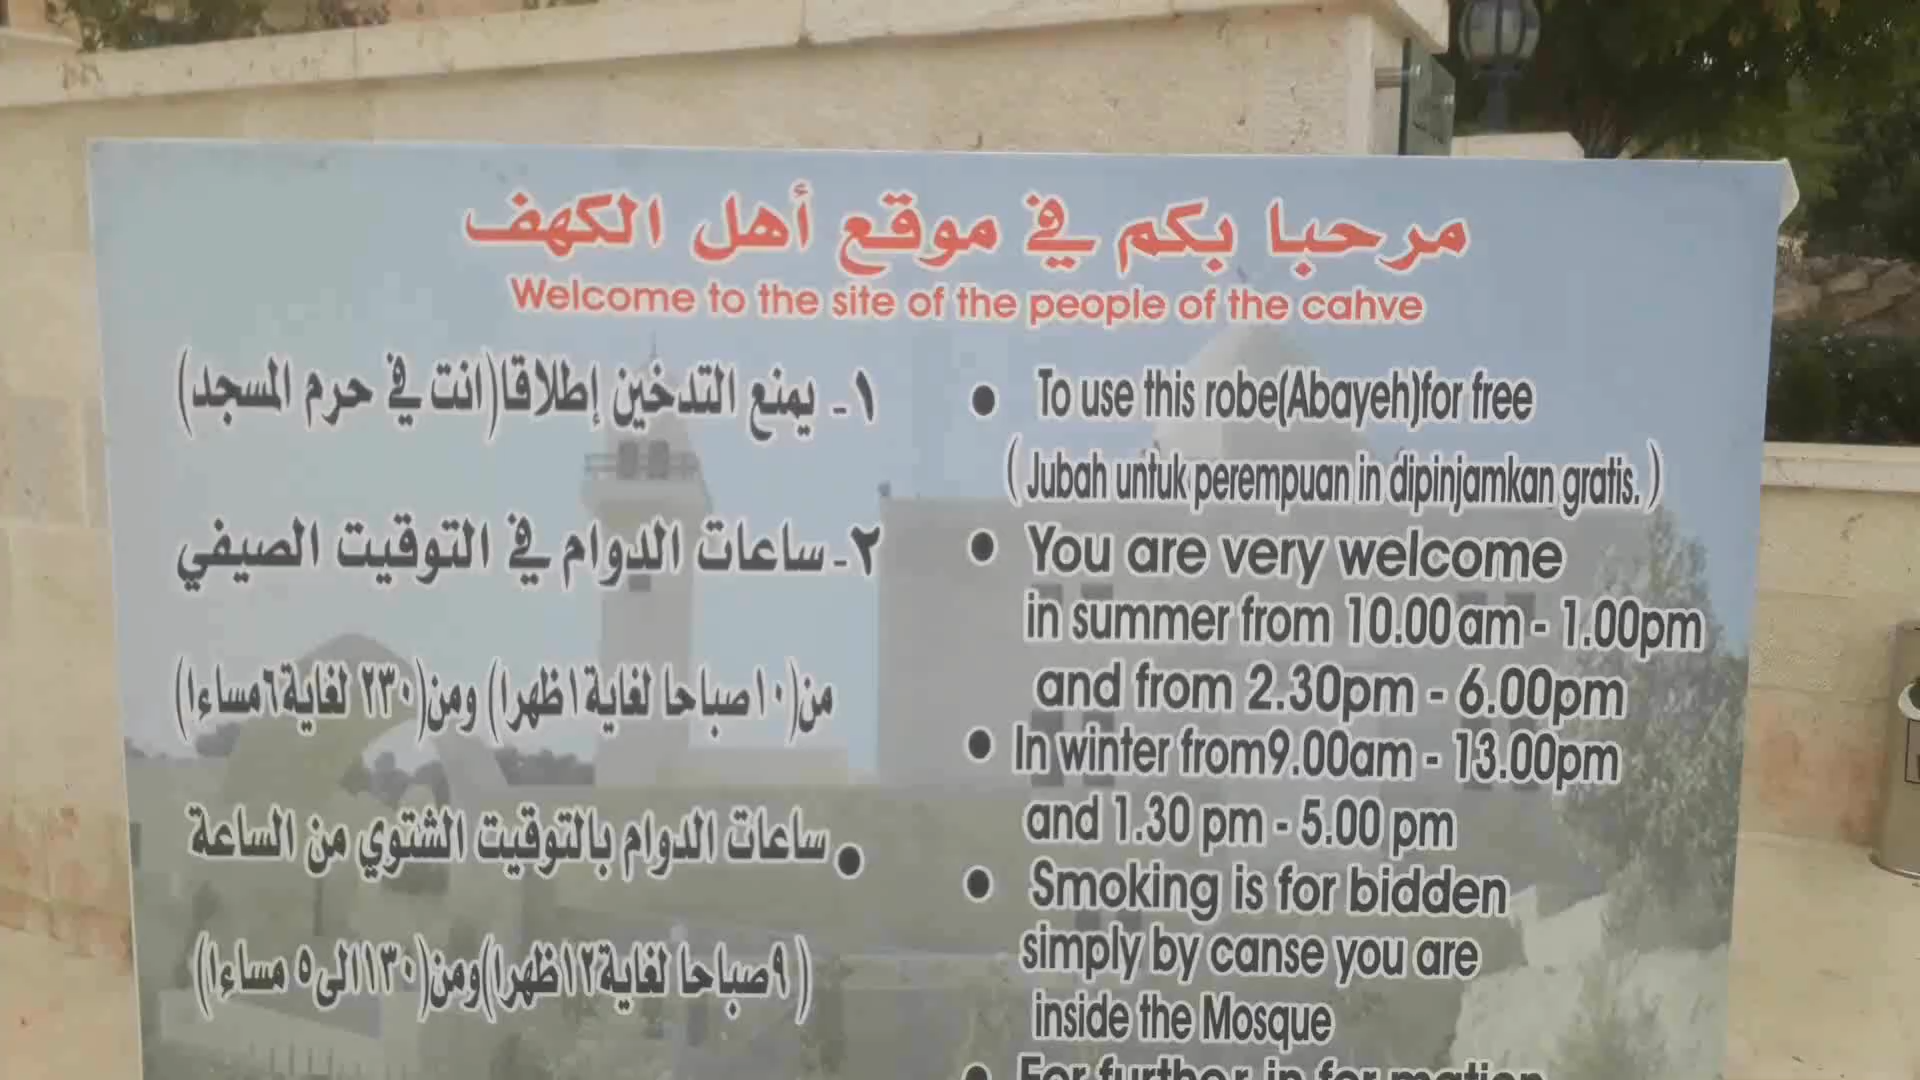 مرحبا بكم في موقع أهل الكهف
Welcome to the site of the people of the cahve
١- يمنع التدخين إطلاقا(انت في حرم المسجد)
٢- ساعات الدوام في التوقيت الصيفي
من(١٠صباحا لغاية١ظهرا) ومن(٢٣٠ لغاية٦مساءا)
. ساعات الدوام بالتوقيت الشتوي من الساعة
(٩صباحا لغاية١٢ظهرا)ومن(١٣٠الى٥ مساءا)
• To use this robe(Abayeh)for free
( Jubah untuk perempuan in dipinjamkan gratis. )
• You are very welcome
in summer from 10.00am - 1.00pm
and from 2.30pm - 6.00pm
• In winter from9.00am - 13.00pm
and 1.30 pm - 5.00 pm
• Smoking is for bidden
simply by canse you are
inside the Mosque
• For further in for mation